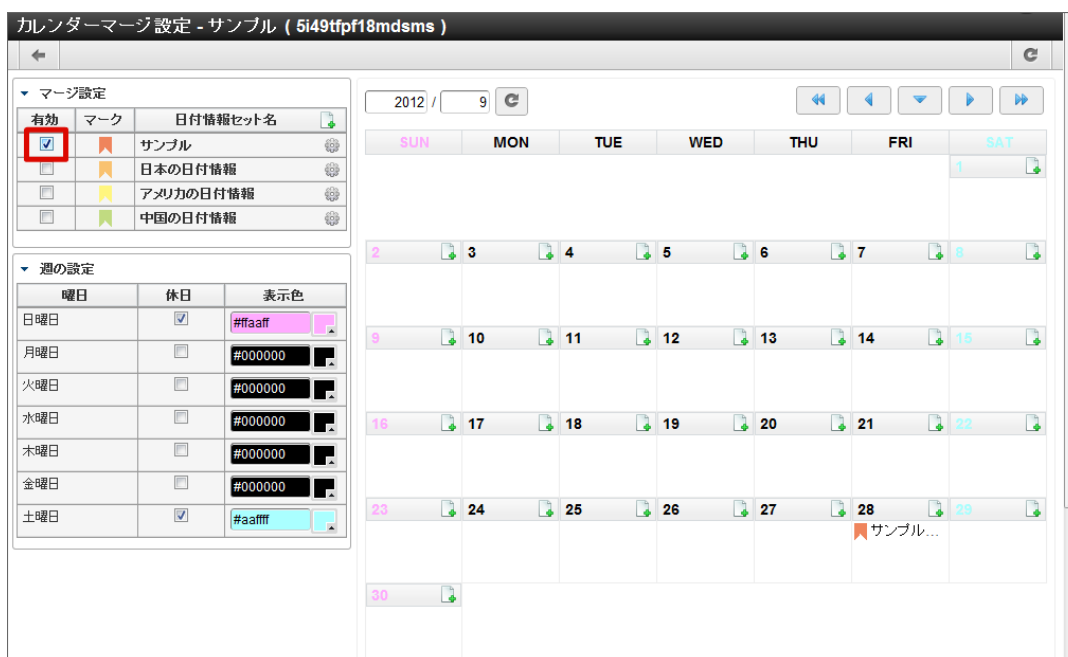 カレンダーマージ設定 - サンプル ( 5i49tfpf18mdsms )
マージ設定
有効 マーク 日付情報セット名
サンプル
日本の日付情報
アメリカの日付情報
中国の日付情報
週の設定
曜日 休日 表示色
日曜日 #ffaaff
月曜日 #000000
火曜日 #000000
水曜日 #000000
木曜日 #000000
金曜日 #000000
土曜日 #aaffff
2012 / 9
SUN MON TUE WED THU FRI SAT
1
2 3 4 5 6 7 8
9 10 11 12 13 14 15
16 17 18 19 20 21 22
23 24 25 26 27 28 29
サンプル...
30